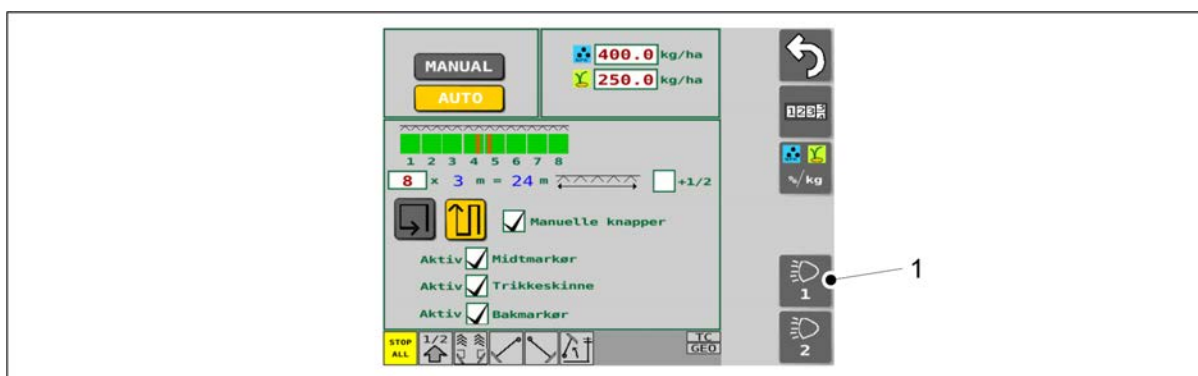 MANUAL
AUTO
400.0 kg/ha
250.0 kg/ha
1 2 3 4 5 6 7 8
8 x 3 m = 24 m +1/2
Manuelle knapper
Aktiv Midtmarkør
Aktiv Trikkeskinne
Aktiv Bakmarkør
STOP
ALL
1/2
TC
GEO
%/kg
1
2
1